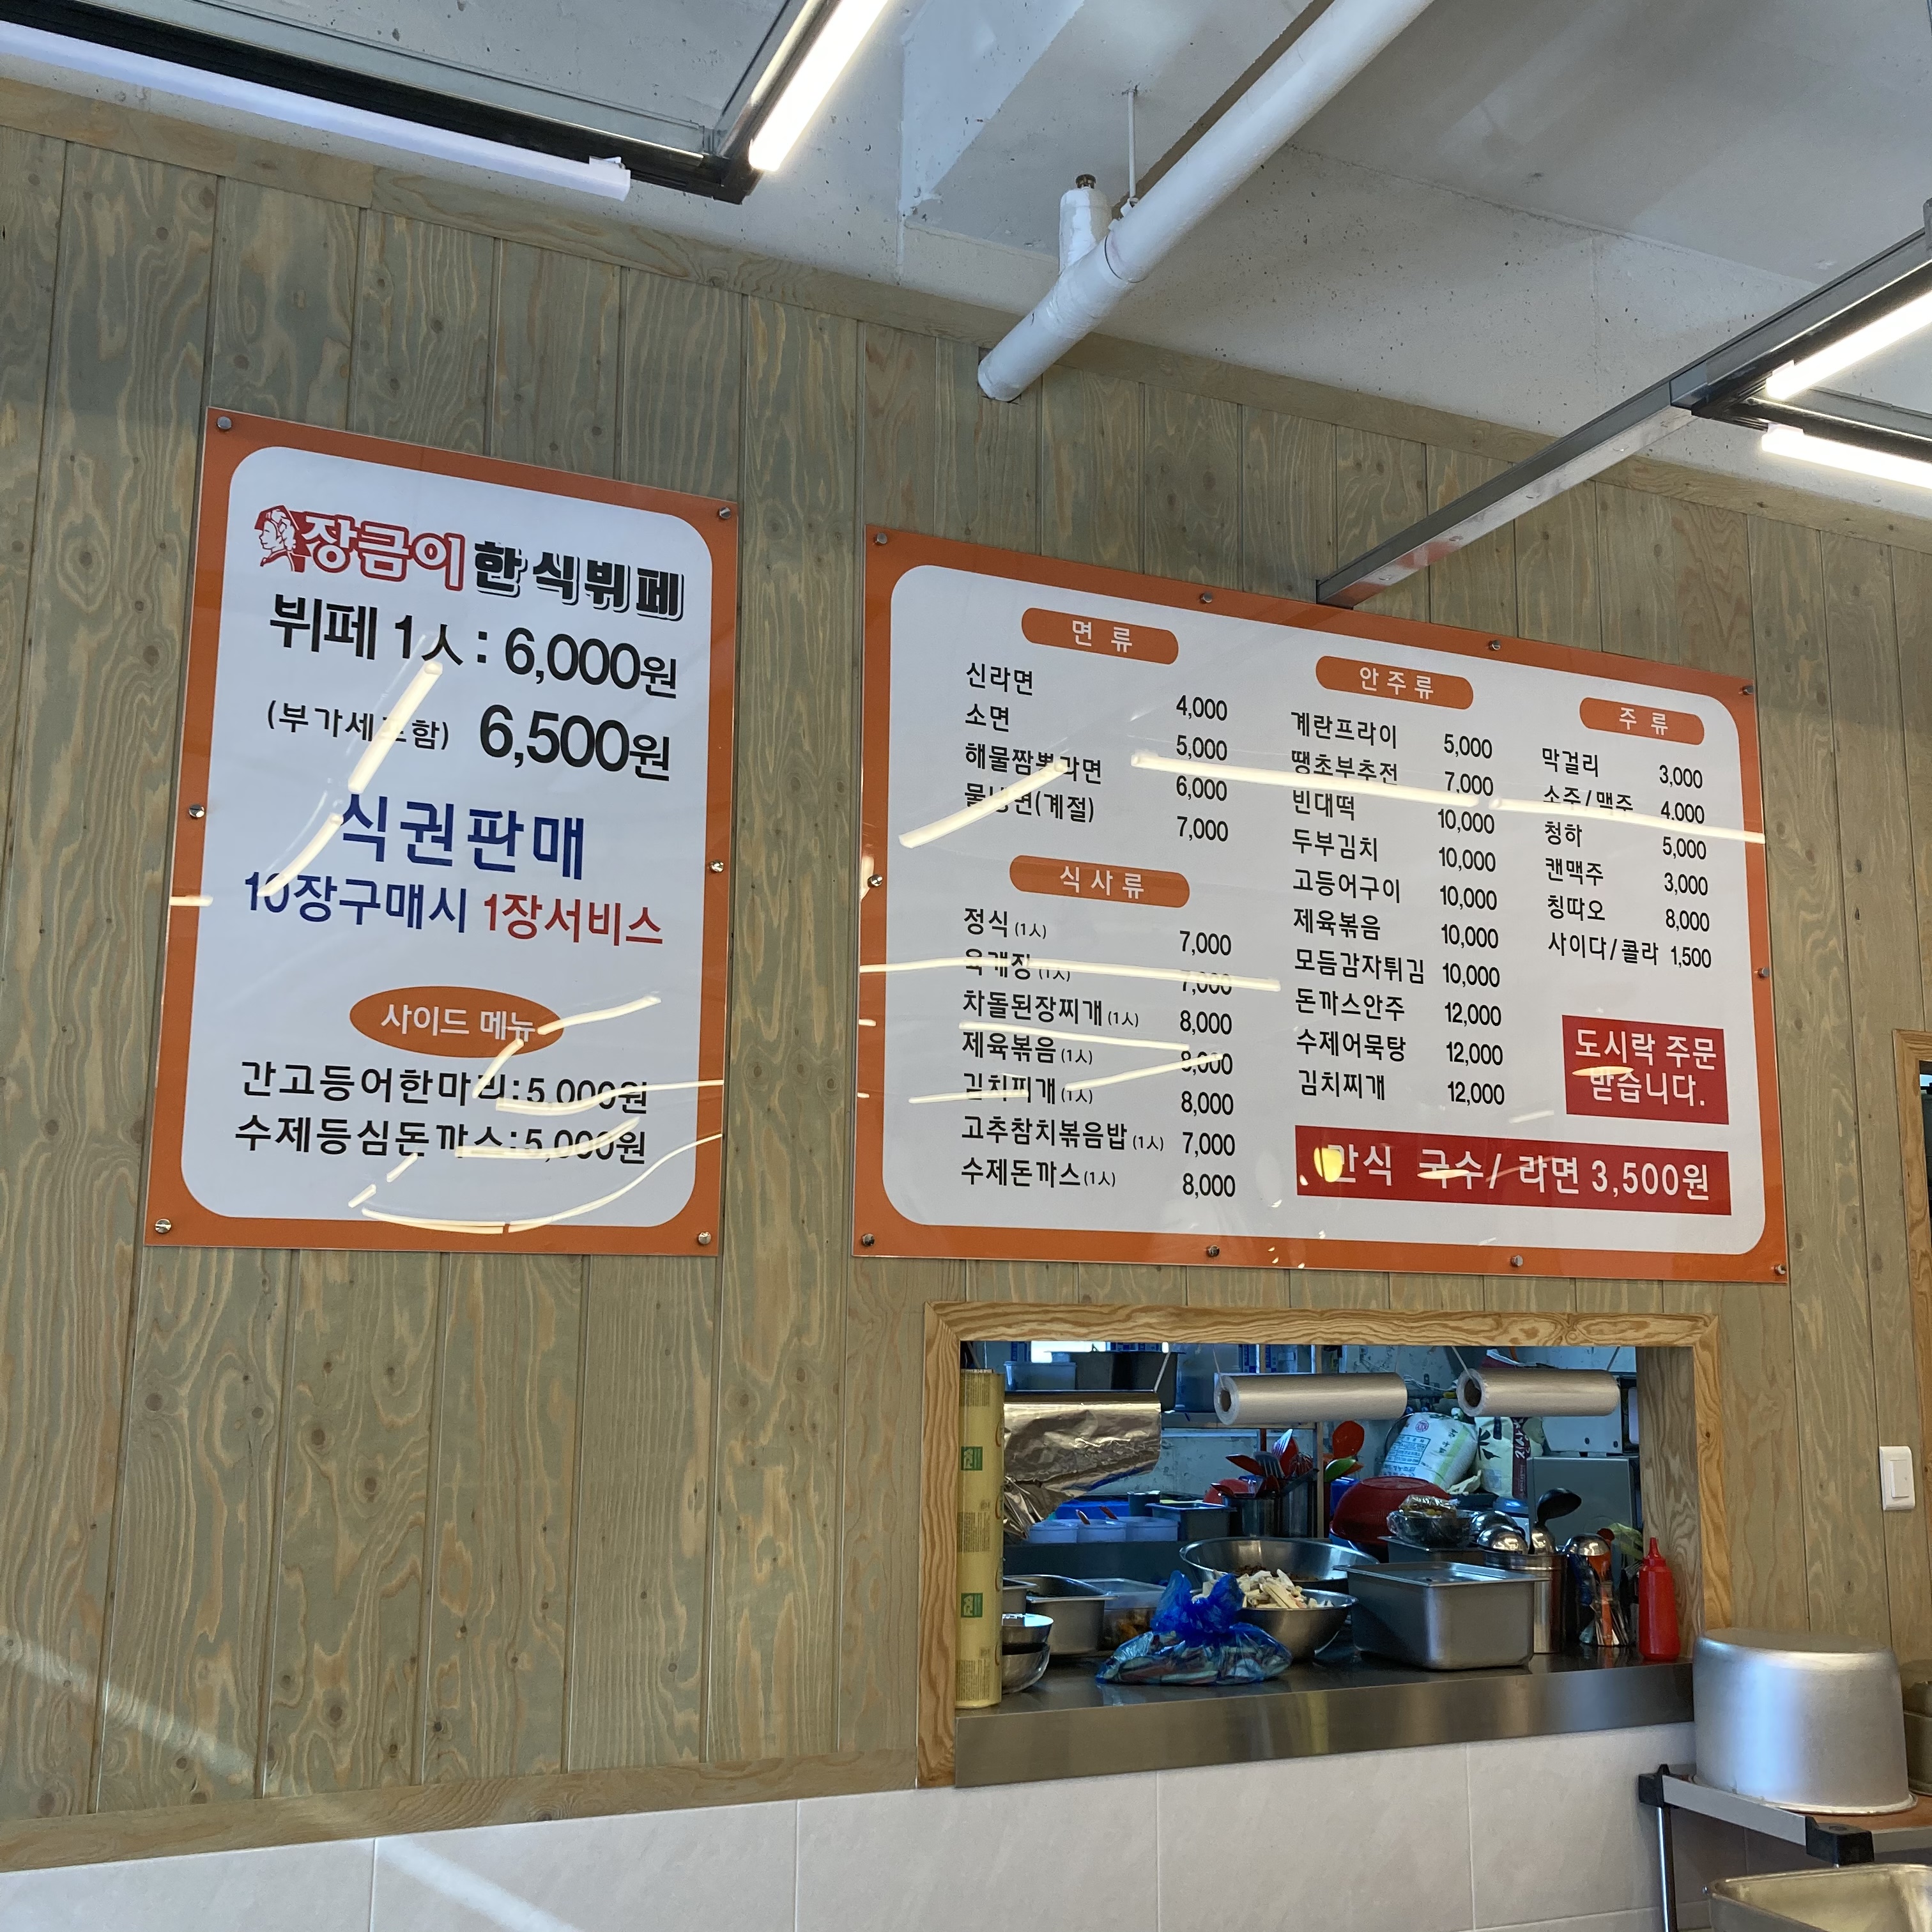 장금이 한식뷔페
뷔페 1人 : 6,000원
(부가세포함) 6,500원
식권판매
10장구매시 1장서비스
사이드 메뉴
간고등어한마리:5,000원
수제등심돈까스:5,000원
면 류
신라면 4,000
소면 5,000
해물짬뽕라면 6,000
물냉면(계절) 7,000
식 사 류
정식(1人) 7,000
육개장(1人) 7,000
차돌된장찌개(1人) 8,000
제육볶음(1人) 8,000
김치찌개(1人) 8,000
고추참치볶음밥(1人) 7,000
수제돈까스(1人) 8,000
안 주 류
계란프라이 5,000
땡초부추전 7,000
빈대떡 10,000
두부김치 10,000
고등어구이 10,000
제육볶음 10,000
모듬감자튀김 10,000
돈까스안주 12,000
수제어묵탕 12,000
김치찌개 12,000
주 류
막걸리 3,000
소주/맥주 4,000
청하 5,000
캔맥주 3,000
칭따오 8,000
사이다/콜라 1,500
도시락 주문
받습니다.
국수/ 라면 3,500원